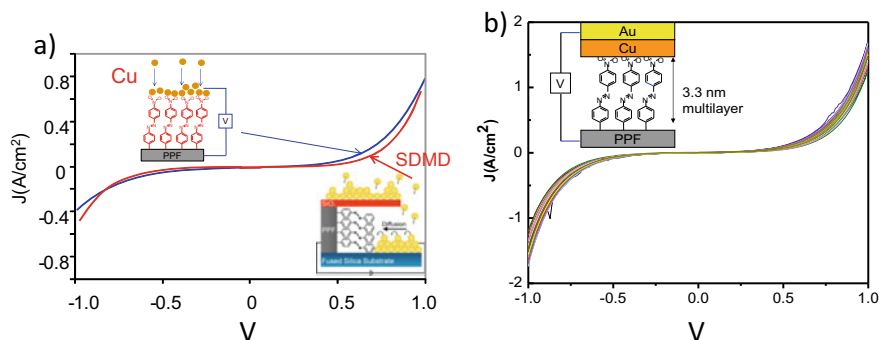 a)
J(A/cm²)
0.8
0.4
0
-0.4
-0.8
Cu
V
PPF
SDMD
SiO₂
PPF
Diffusion
Fused Silica Substrate
-1.0 -0.5 0 0.5 1.0
V
b)
J(A/cm²)
2
1
0
-1
-2
Au
Cu
V
3.3 nm
multilayer
PPF
-1.0 -0.5 0.0 0.5 1.0
V